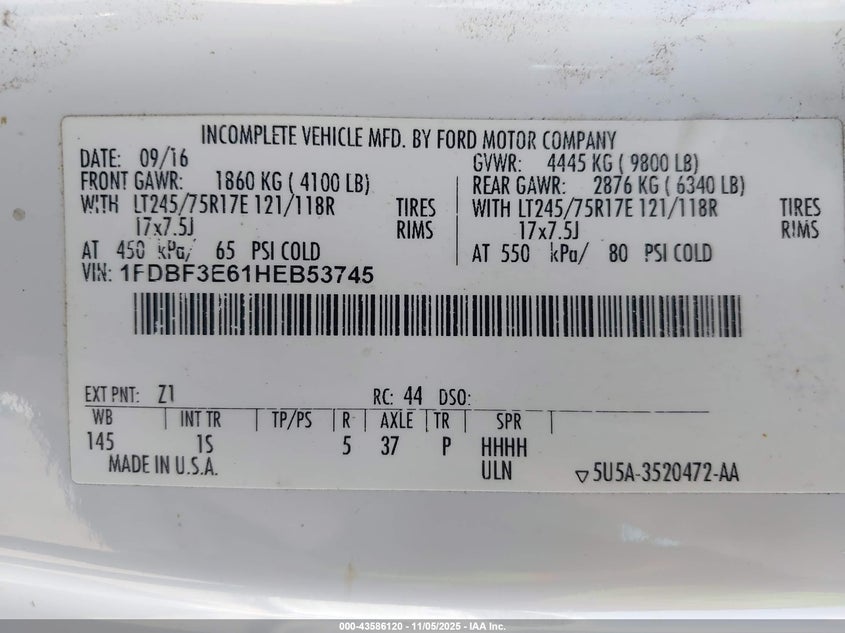 INCOMPLETE VEHICLE MFD. BY FORD MOTOR COMPANY
DATE: 09/16 GVWR: 4445 KG ( 9800 LB)
FRONT GAWR: 1860 KG ( 4100 LB) REAR GAWR: 2876 KG ( 6340 LB)
WITH LT245/75R17E 121/118R TIRES WITH LT245/75R17E 121/118R TIRES
17x7.5J RIMS 17x7.5J RIMS
AT 450 kPa/ 65 PSI COLD AT 550 kPa/ 80 PSI COLD
VIN: 1FDBF3E61HEB53745
EXT PNT: Z1 RC: 44 DSO:
WB INT TR TP/PS R AXLE TR SPR
145 1S 5 37 P HHHH
MADE IN U.S.A. ULN ▽5U5A-3520472-AA
000-43586120 - 11/05/2025 - IAA Inc.